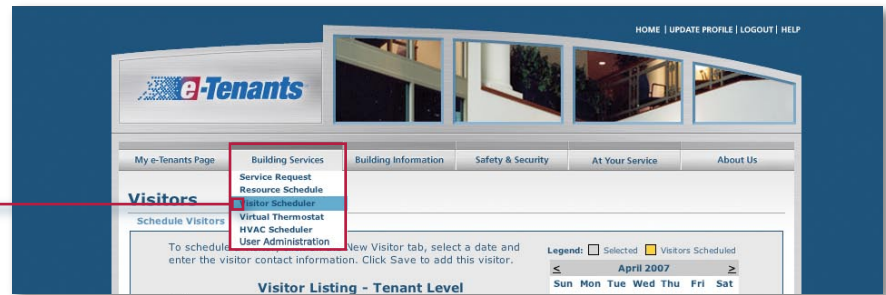 HOME | UPDATE PROFILE | LOGOUT | HELP
e-Tenants
My e-Tenants Page Building Services Building Information Safety & Security At Your Service About Us
Service Request
Resource Schedule
Visitors
Visitor Scheduler
Schedule Visitors
Virtual Thermostat
HVAC Scheduler
User Administration
To schedule New Visitor tab, select a date and
enter the visitor contact information. Click Save to add
this visitor.
Legend: Selected Visitors Scheduled
< April 2007 >
Visitor Listing - Tenant Level
Sun Mon Tue Wed Thu Fri Sat